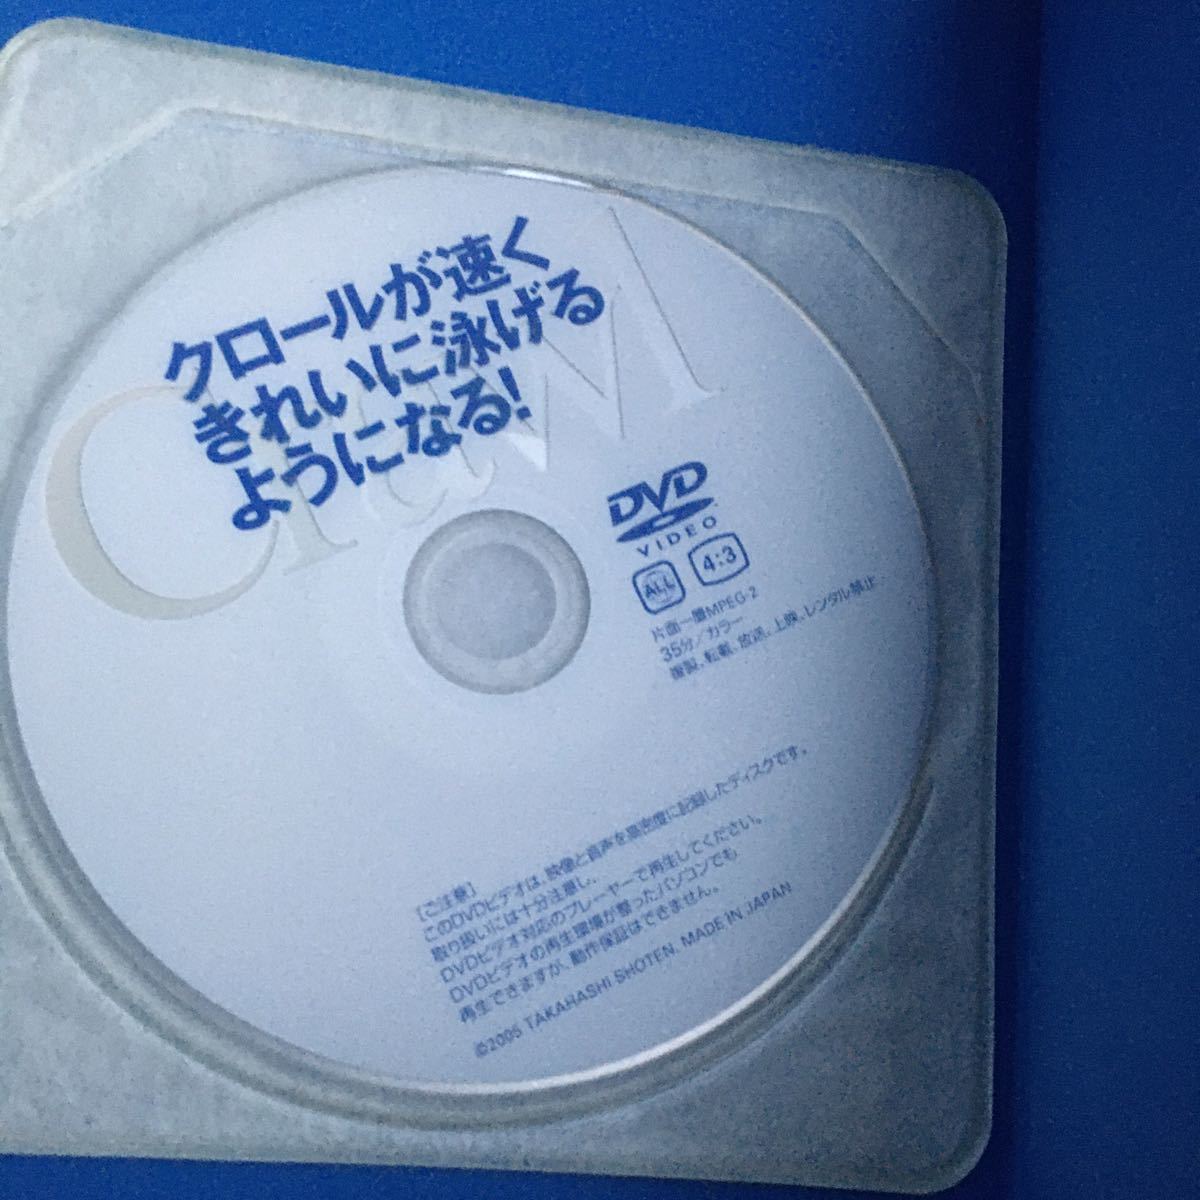 Crawl
クロールが速く
きれいに泳げる
ようになる!
DVD
VIDEO
ALL 4:3
片面一層MPEG-2
35分/カラー
複製、転載、放送、上映、レンタル禁止
[ご注意]
このDVDビデオは、映像と音声を高密度に記録したディスクです。
取り扱いには十分注意し、
DVDビデオ対応のプレーヤーで再生してください。
DVDビデオの再生環境が整ったパソコンでも
再生できますが、動作保証はできません。
©2005 TAKAHASHI SHOTEN. MADE IN JAPAN